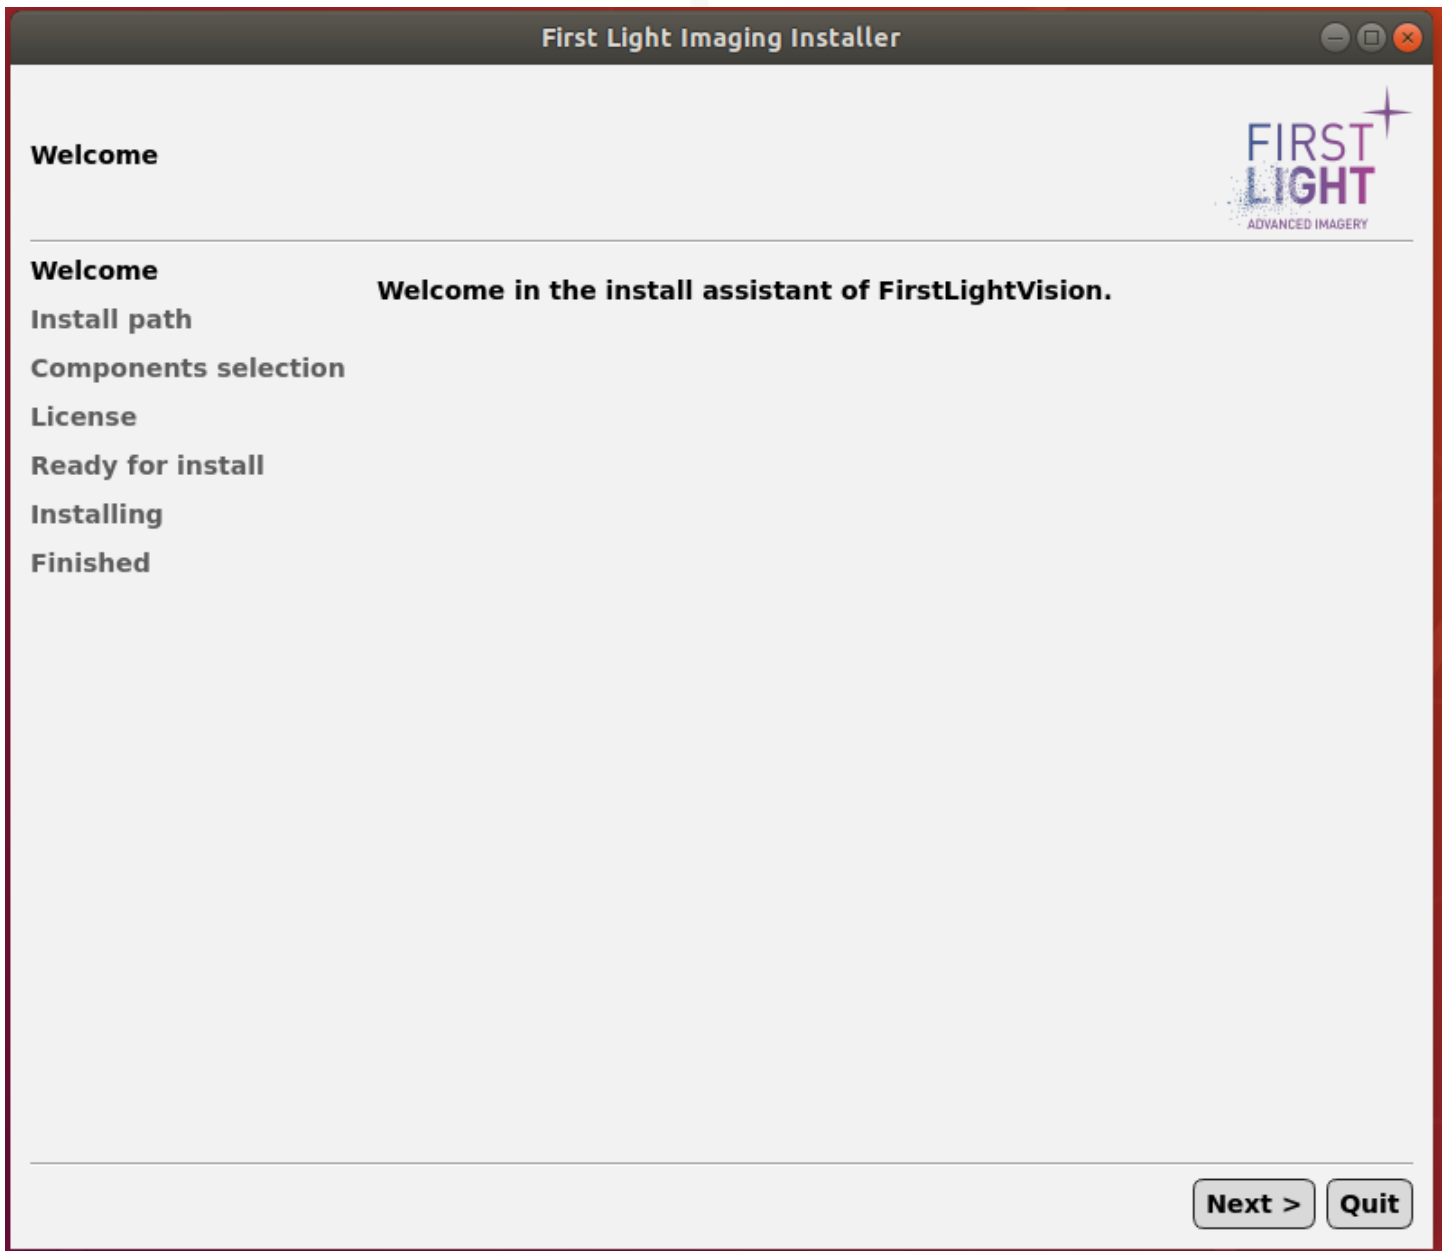 First Light Imaging Installer
Welcome
FIRST
LIGHT
ADVANCED IMAGERY
Welcome
Install path
Components selection
License
Ready for install
Installing
Finished
Welcome in the install assistant of FirstLightVision.
Next >
Quit